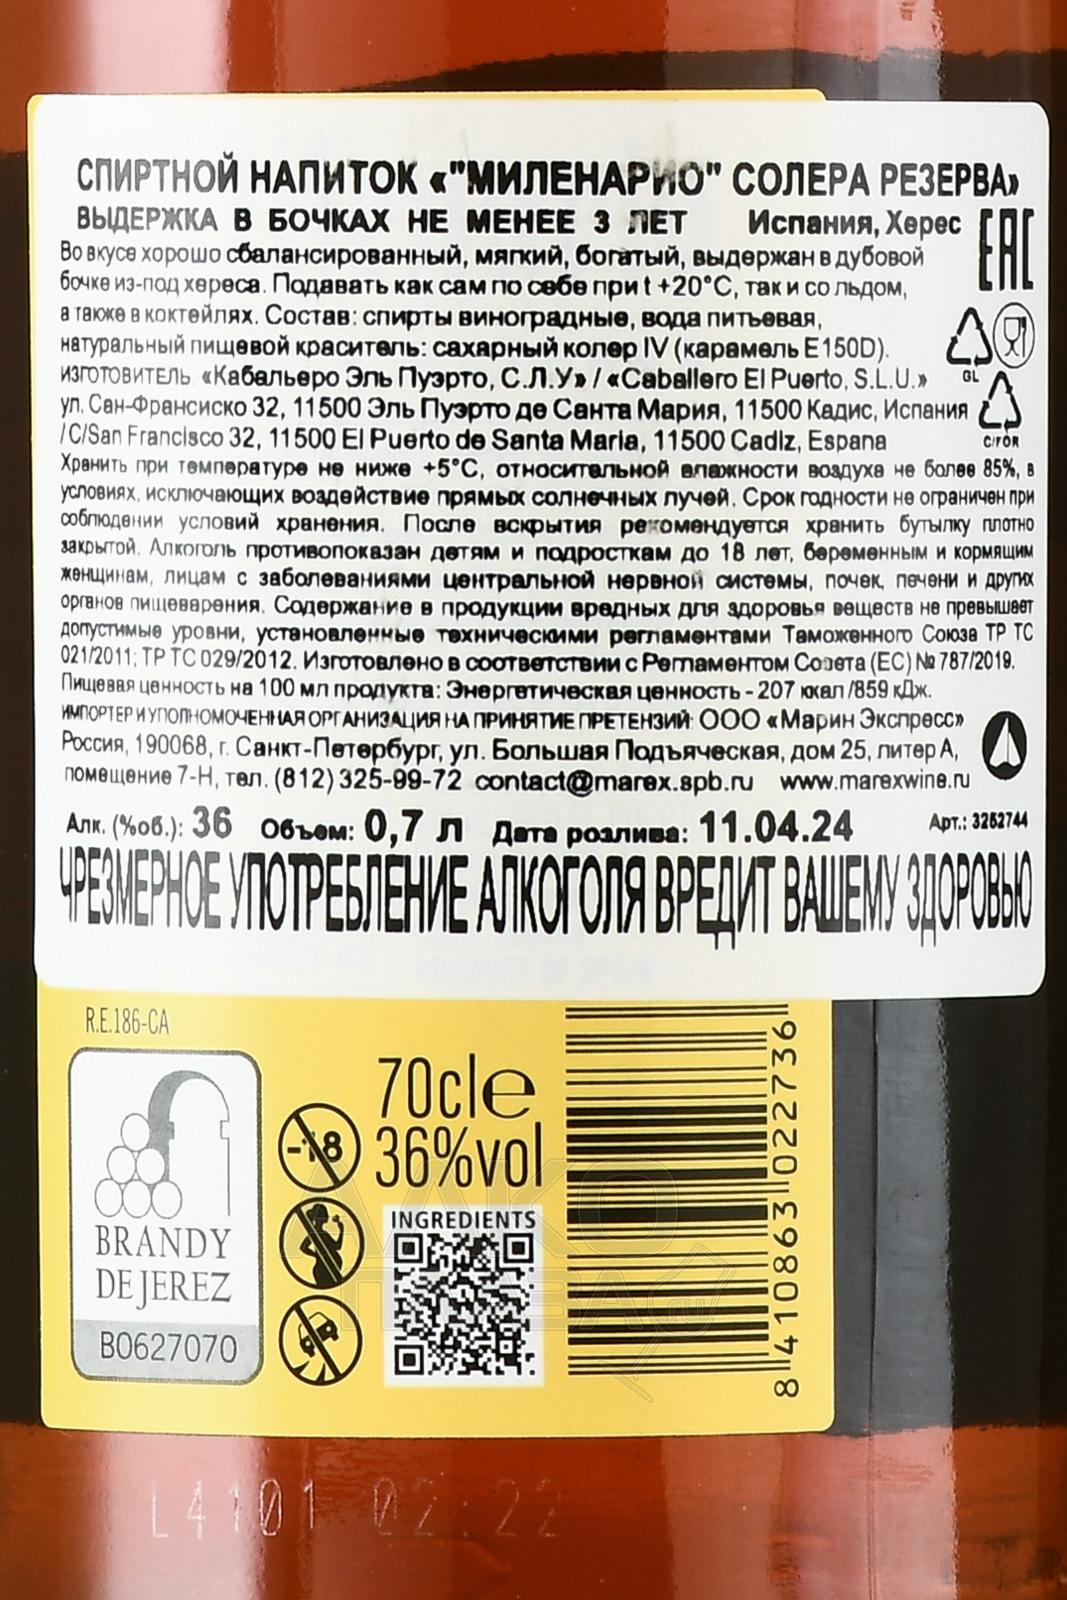 СПИРТНОЙ НАПИТОК «"МИЛЕНАРИО" СОЛЕРА РЕЗЕРВА»
ВЫДЕРЖКА В БОЧКАХ НЕ МЕНЕЕ 3 ЛЕТ Испания, Херес
EAC
Во вкусе хорошо сбалансированный, мягкий, богатый, выдержан в дубовой
бочке из-под хереса. Подавать как сам по себе при t +20°C, так и со льдом,
а также в коктейлях. Состав: спирты виноградные, вода питьевая,
натуральный пищевой краситель: сахарный колер IV (карамель E150D).
GL
ИЗГОТОВИТЕЛЬ «Кабальеро Эль Пуэрто, С.Л.У» / «Caballero El Puerto, S.L.U.»
ул. Сан-Франсиско 32, 11500 Эль Пуэрто де Санта Мария, 11500 Кадис, Испания
/ C/San Francisco 32, 11500 El Puerto de Santa Maria, 11500 Cadiz, Espana
C/FOR
Хранить при температуре не ниже +5°C, относительной влажности воздуха не более 85%, в
условиях, исключающих воздействие прямых солнечных лучей. Срок годности не ограничен при
соблюдении условий хранения. После вскрытия рекомендуется хранить бутылку плотно
закрытой. Алкоголь противопоказан детям и подросткам до 18 лет, беременным и кормящим
женщинам, лицам с заболеваниями центральной нервной системы, почек, печени и других
органов пищеварения. Содержание в продукции вредных для здоровья веществ не превышает
допустимые уровни, установленные техническими регламентами Таможенного Союза ТР ТС
021/2011; ТР ТС 029/2012. Изготовлено в соответствии с Регламентом Совета (ЕС) № 787/2019.
Пищевая ценность на 100 мл продукта: Энергетическая ценность - 207 ккал /859 кДж.
ИМПОРТЕР И УПОЛНОМОЧЕННАЯ ОРГАНИЗАЦИЯ НА ПРИНЯТИЕ ПРЕТЕНЗИЙ: ООО «Марин Экспресс»
Россия, 190068, г. Санкт-Петербург, ул. Большая Подъяческая, дом 25, литер А,
помещение 7-Н, тел. (812) 325-99-72 contact@marex.spb.ru www.marexwine.ru
Алк. (%об.): 36 Объем: 0,7 л Дата розлива: 11.04.24 Арт.: 3252744
ЧРЕЗМЕРНОЕ УПОТРЕБЛЕНИЕ АЛКОГОЛЯ ВРЕДИТ ВАШЕМУ ЗДОРОВЬЮ
PRODUCT OF SPAIN
R.E.186-CA
70cl e
36%vol
-18
INGREDIENTS
BRANDY
DE JEREZ
B0627070
8 410863 022736
L4101 02:22